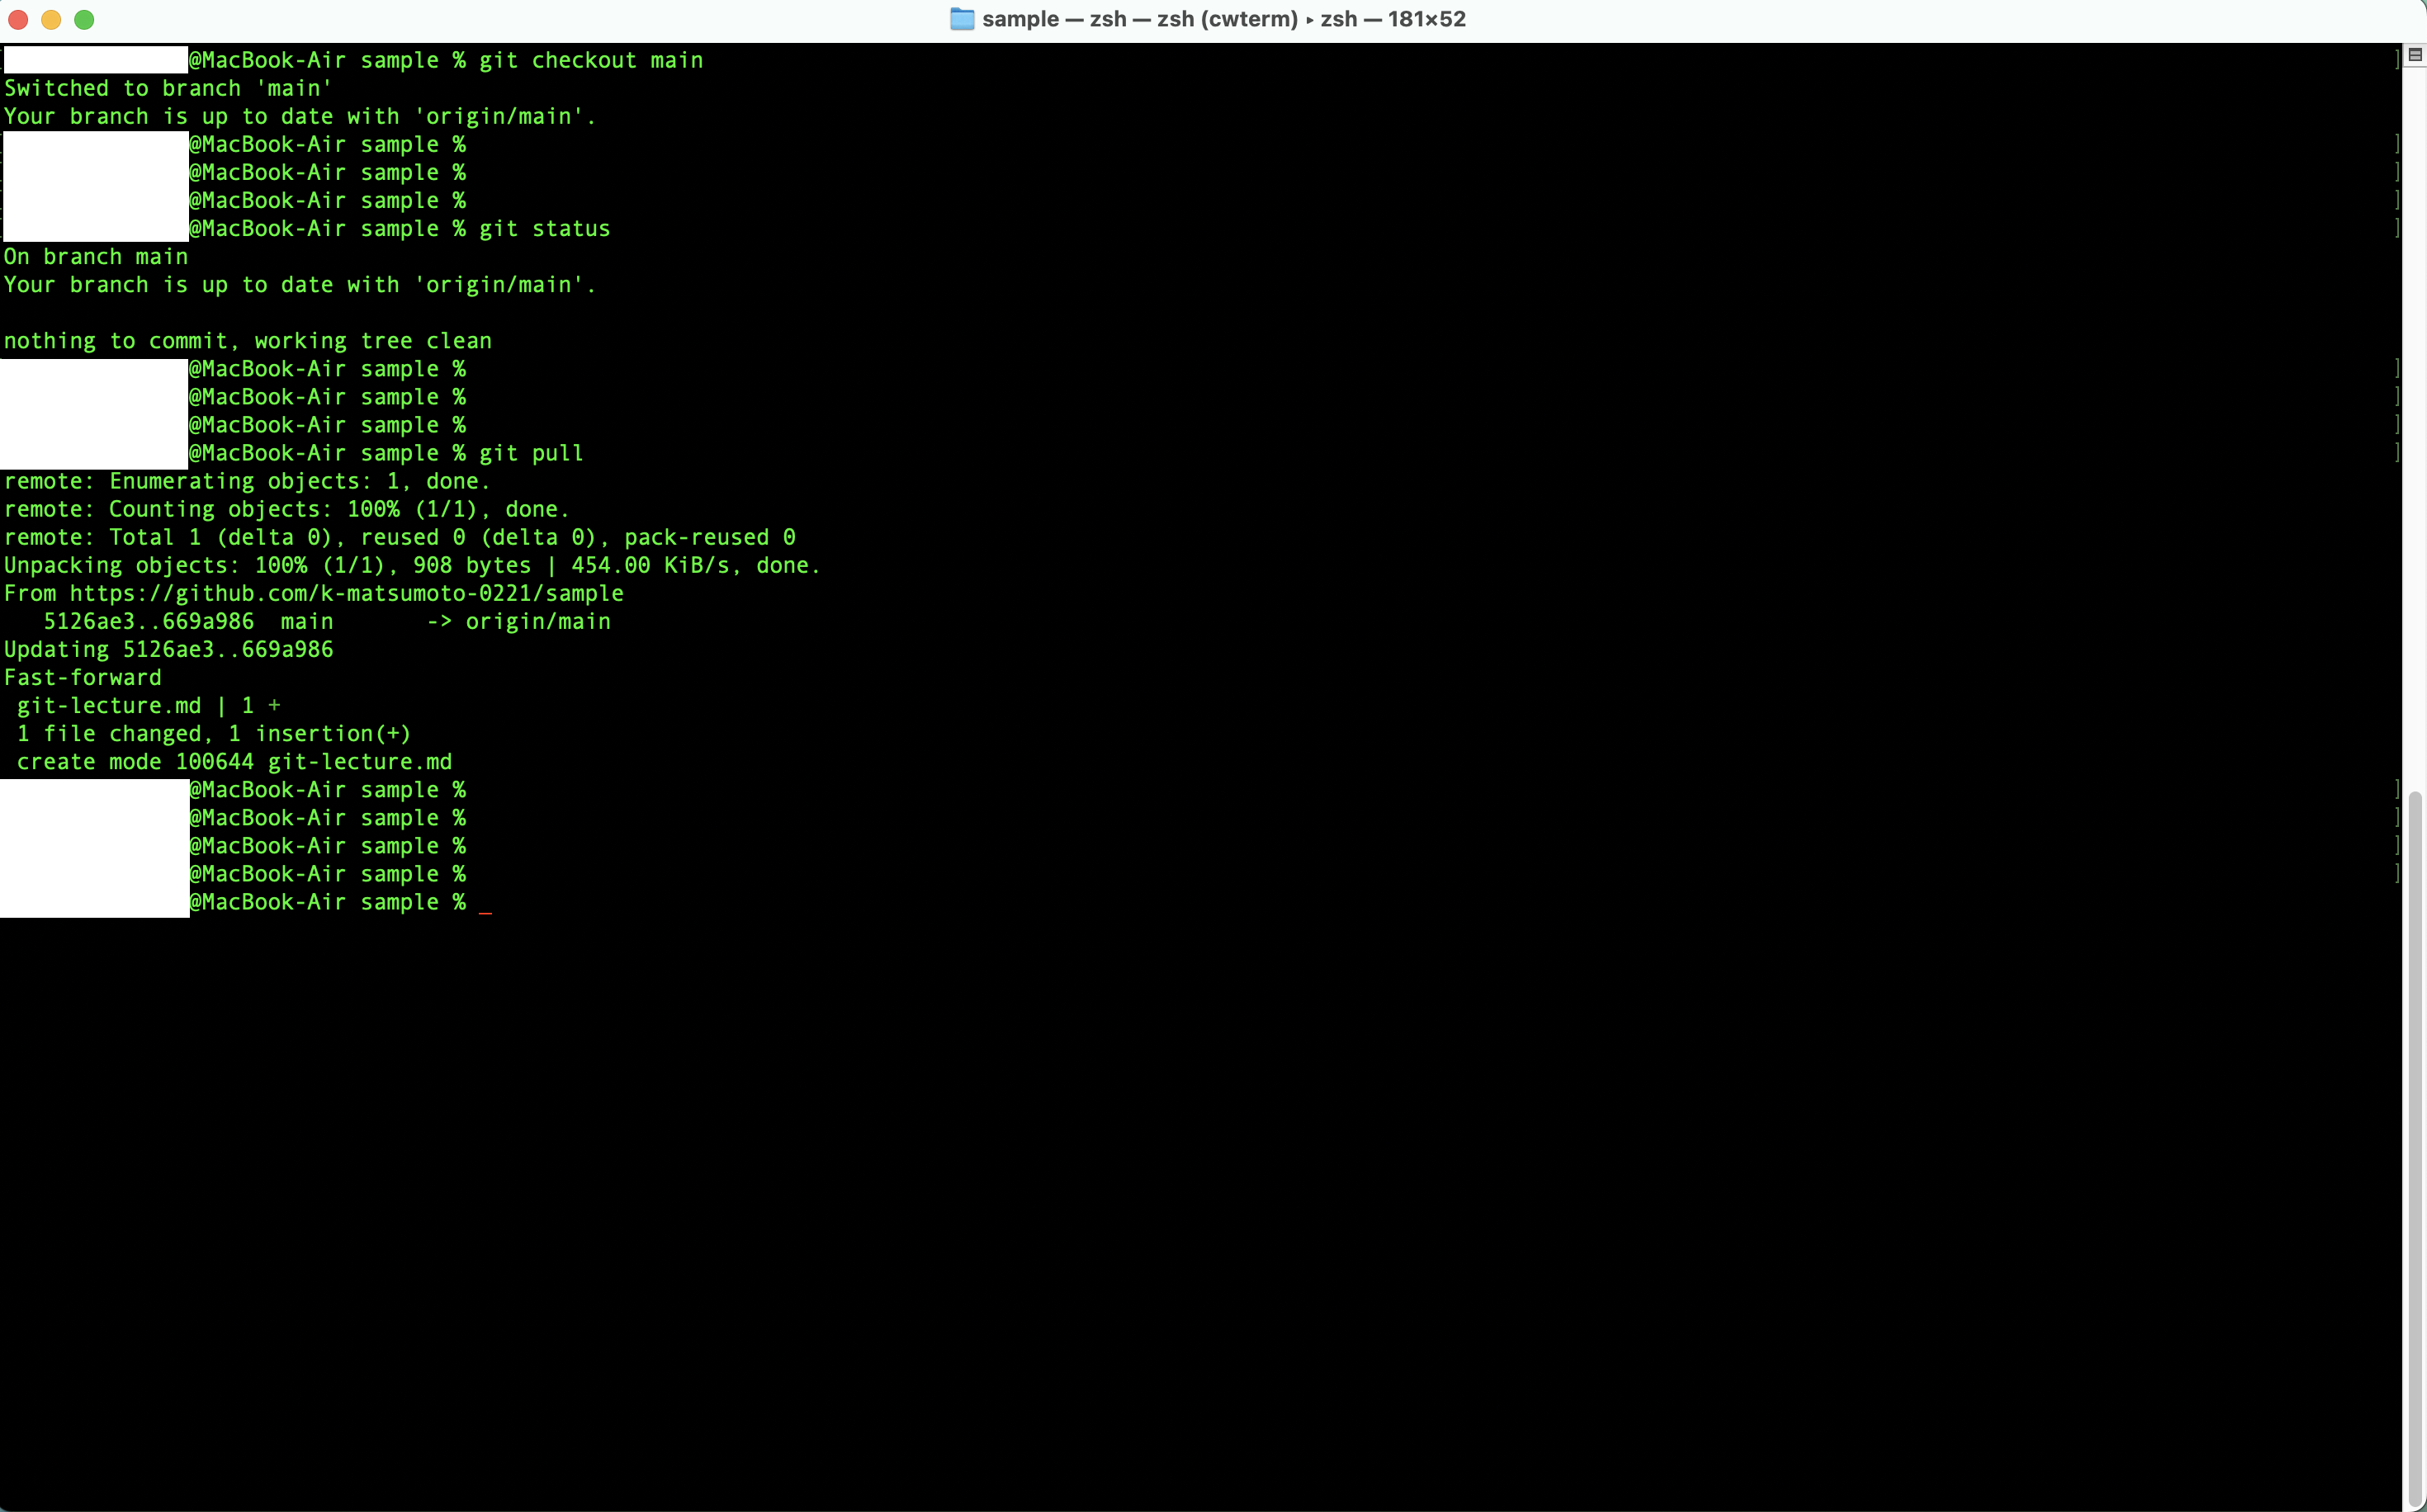 sample — zsh — zsh (cwterm) ▸ zsh — 181×52
@MacBook-Air sample % git checkout main
Switched to branch 'main'
Your branch is up to date with 'origin/main'.
@MacBook-Air sample %
@MacBook-Air sample %
@MacBook-Air sample %
@MacBook-Air sample % git status
On branch main
Your branch is up to date with 'origin/main'.

nothing to commit, working tree clean
@MacBook-Air sample %
@MacBook-Air sample %
@MacBook-Air sample %
@MacBook-Air sample % git pull
remote: Enumerating objects: 1, done.
remote: Counting objects: 100% (1/1), done.
remote: Total 1 (delta 0), reused 0 (delta 0), pack-reused 0
Unpacking objects: 100% (1/1), 908 bytes | 454.00 KiB/s, done.
From https://github.com/k-matsumoto-0221/sample
   5126ae3..669a986  main       -> origin/main
Updating 5126ae3..669a986
Fast-forward
 git-lecture.md | 1 +
 1 file changed, 1 insertion(+)
 create mode 100644 git-lecture.md
@MacBook-Air sample %
@MacBook-Air sample %
@MacBook-Air sample %
@MacBook-Air sample %
@MacBook-Air sample % _